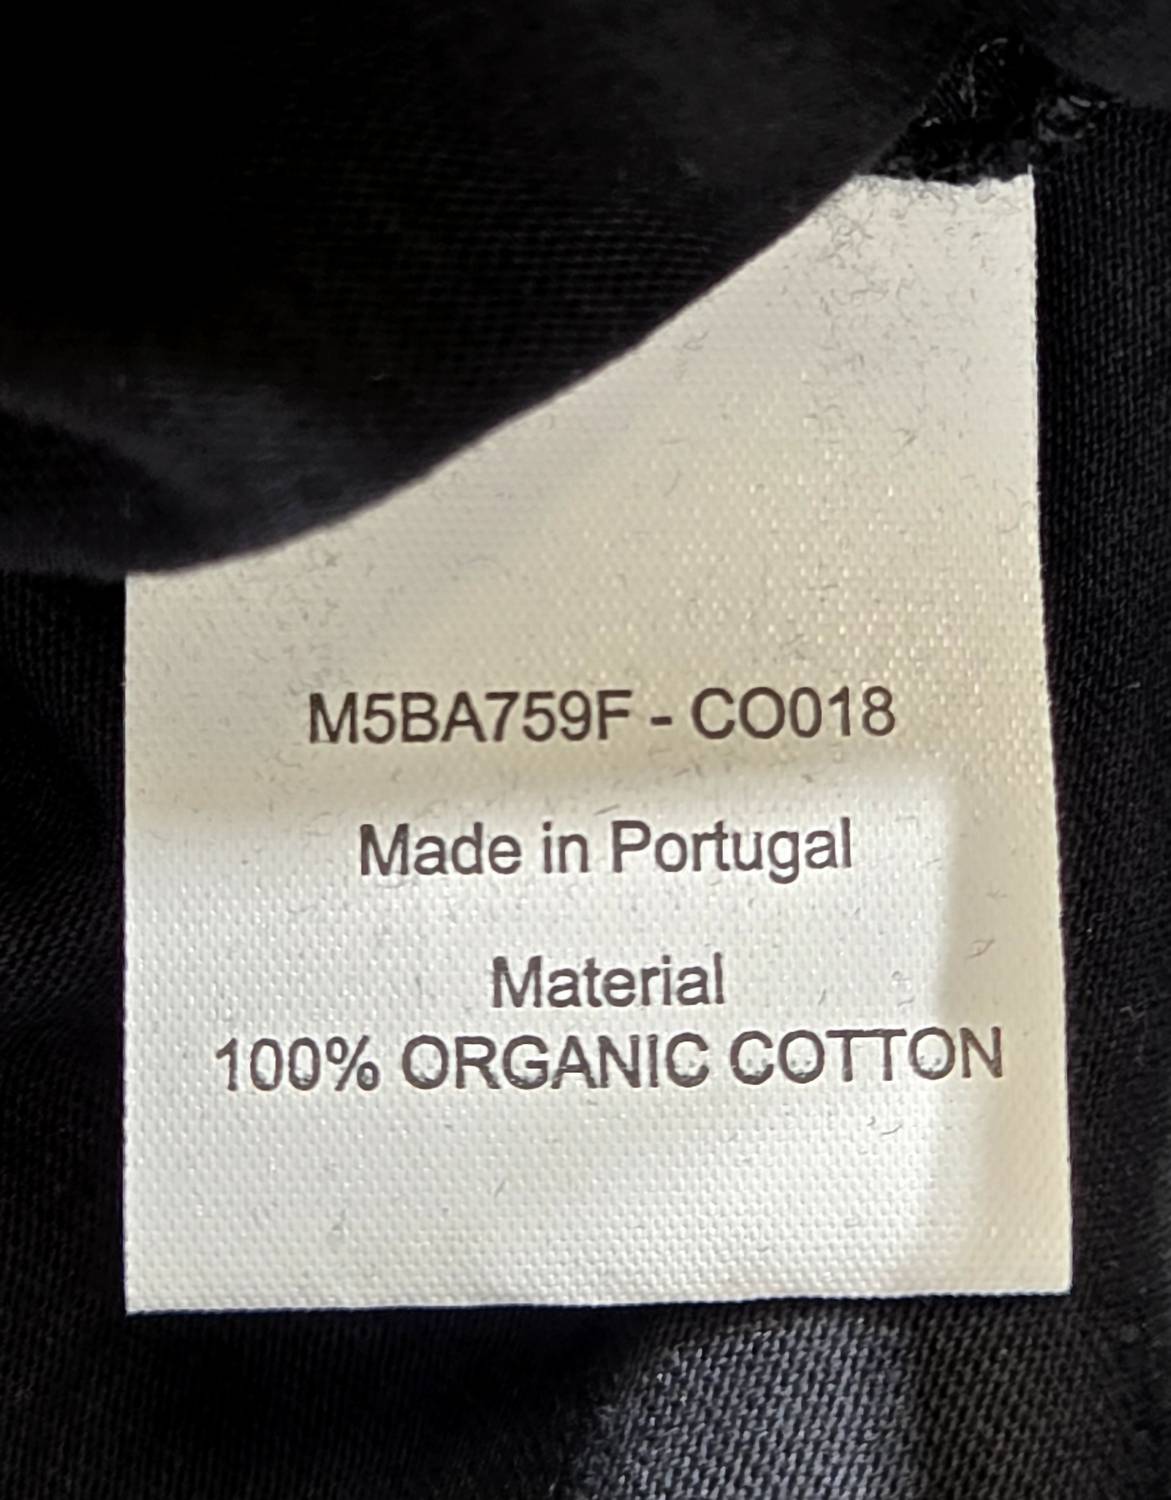 M5BA759F - CO018
Made in Portugal
Material
100% ORGANIC COTTON